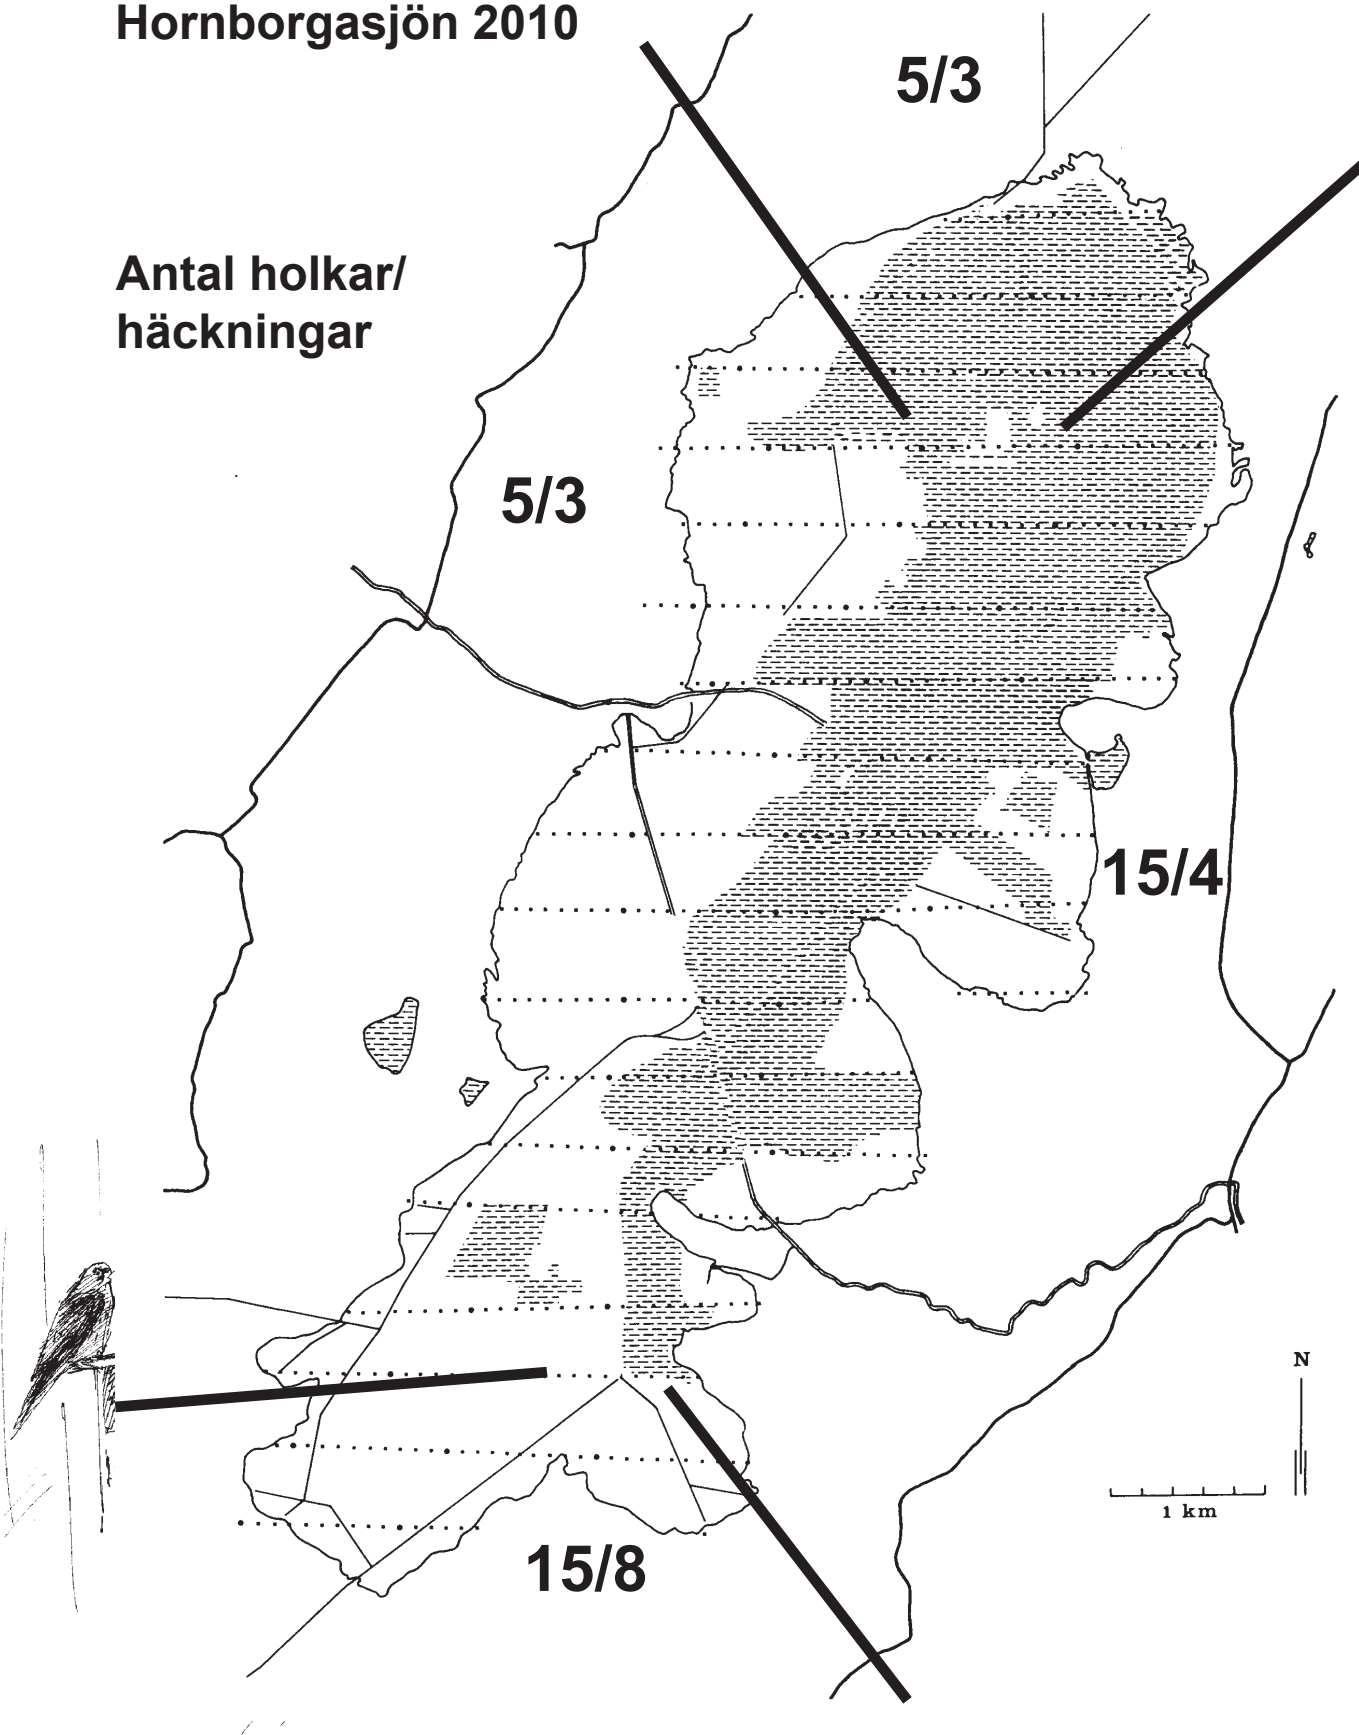 Hornborgasjön 2010
5/3
Antal holkar/
häckningar
5/3
15/4
N
1 km
15/8